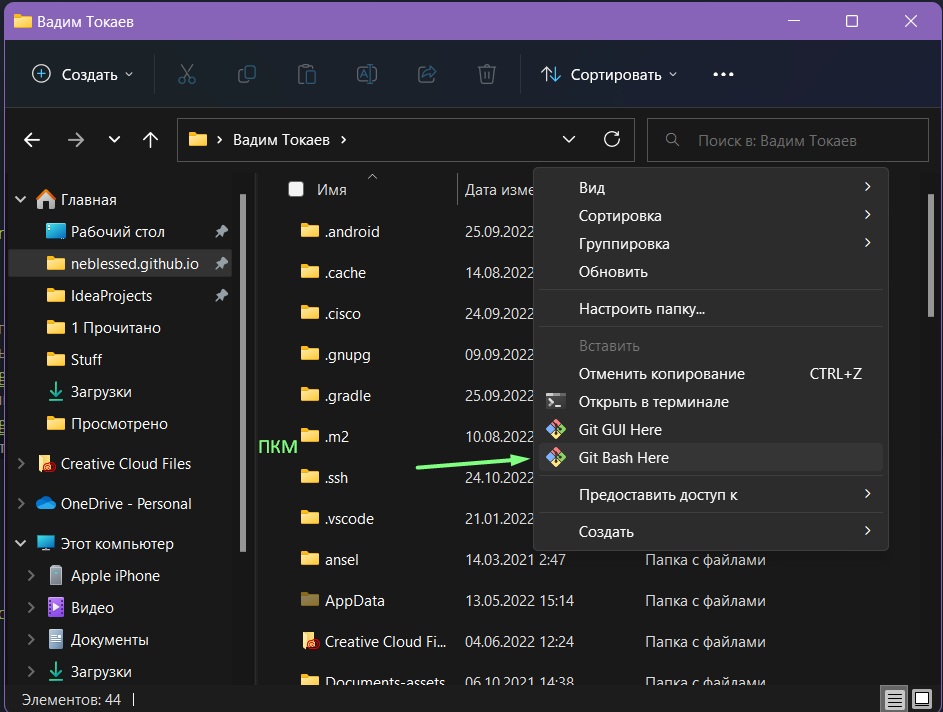 Вадим Токаев
Создать
Сортировать
Вадим Токаев
Поиск в: Вадим Токаев
Главная
Рабочий стол
neblessed.github.io
IdeaProjects
1 Прочитано
Stuff
Загрузки
Просмотрено
Creative Cloud Files
OneDrive - Personal
Этот компьютер
Apple iPhone
Видео
Документы
Загрузки
Имя Дата изме
.android 25.09.2022
.cache 14.08.2022
.cisco 24.09.2022
.gnupg 09.09.2022
.gradle 25.09.2022
.m2 10.08.2022
.ssh 24.10.2022
.vscode 21.01.2022
ansel 14.03.2021 2:47 Папка с файлами
AppData 13.05.2022 15:14 Папка с файлами
Creative Cloud Fi... 04.06.2022 12:24 Папка с файлами
Documents-assets 06.10.2021 14:38 Папка с файлами
ПКМ
Вид
Сортировка
Группировка
Обновить
Настроить папку...
Вставить
Отменить копирование CTRL+Z
Открыть в терминале
Git GUI Here
Git Bash Here
Предоставить доступ к
Создать
Элементов: 44